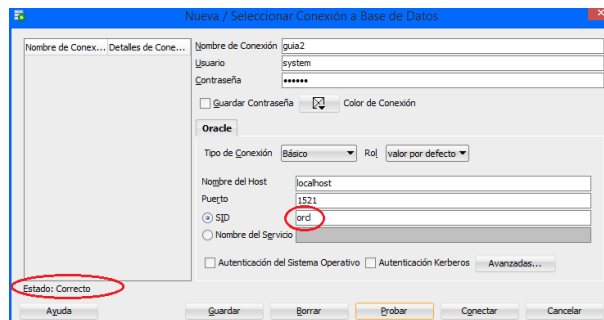 Nueva / Seleccionar Conexión a Base de Datos
Nombre de Conex... Detalles de Cone...
Nombre de Conexión guia2
Usuario system
Contraseña ••••••
Guardar Contraseña Color de Conexión
Oracle
Tipo de Conexión Básico Rol valor por defecto
Nombre del Host localhost
Puerto 1521
SID orcl
Nombre del Servicio
Autenticación del Sistema Operativo Autenticación Kerberos Avanzadas...
Estado: Correcto
Ayuda Guardar Borrar Probar Conectar Cancelar